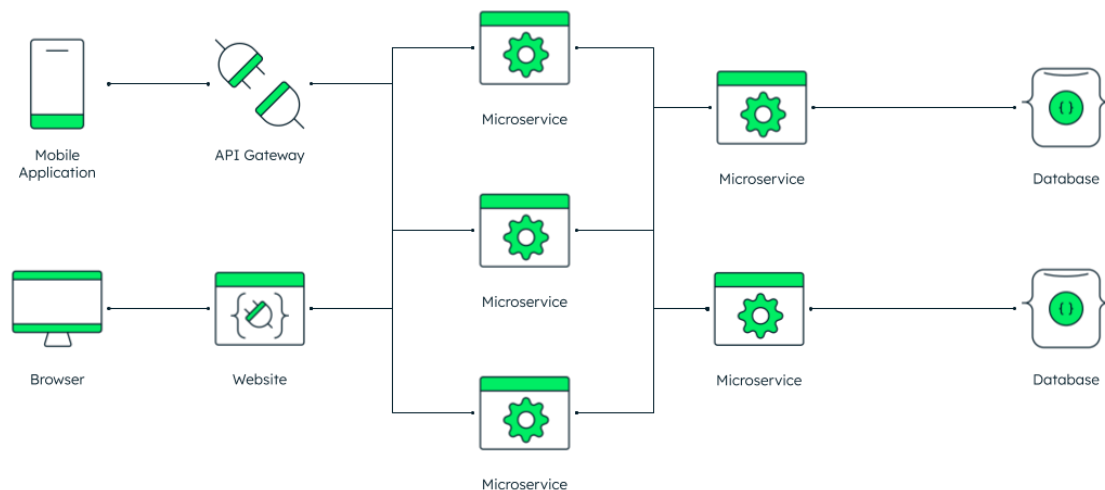 Mobile
Application
API Gateway
Microservice
Microservice
{ }
Database
Microservice
Browser
Website
Microservice
{ }
Database
Microservice